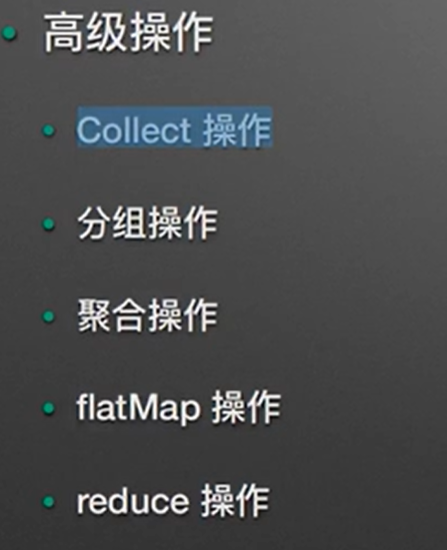 高级操作
Collect 操作
分组操作
聚合操作
flatMap 操作
reduce 操作